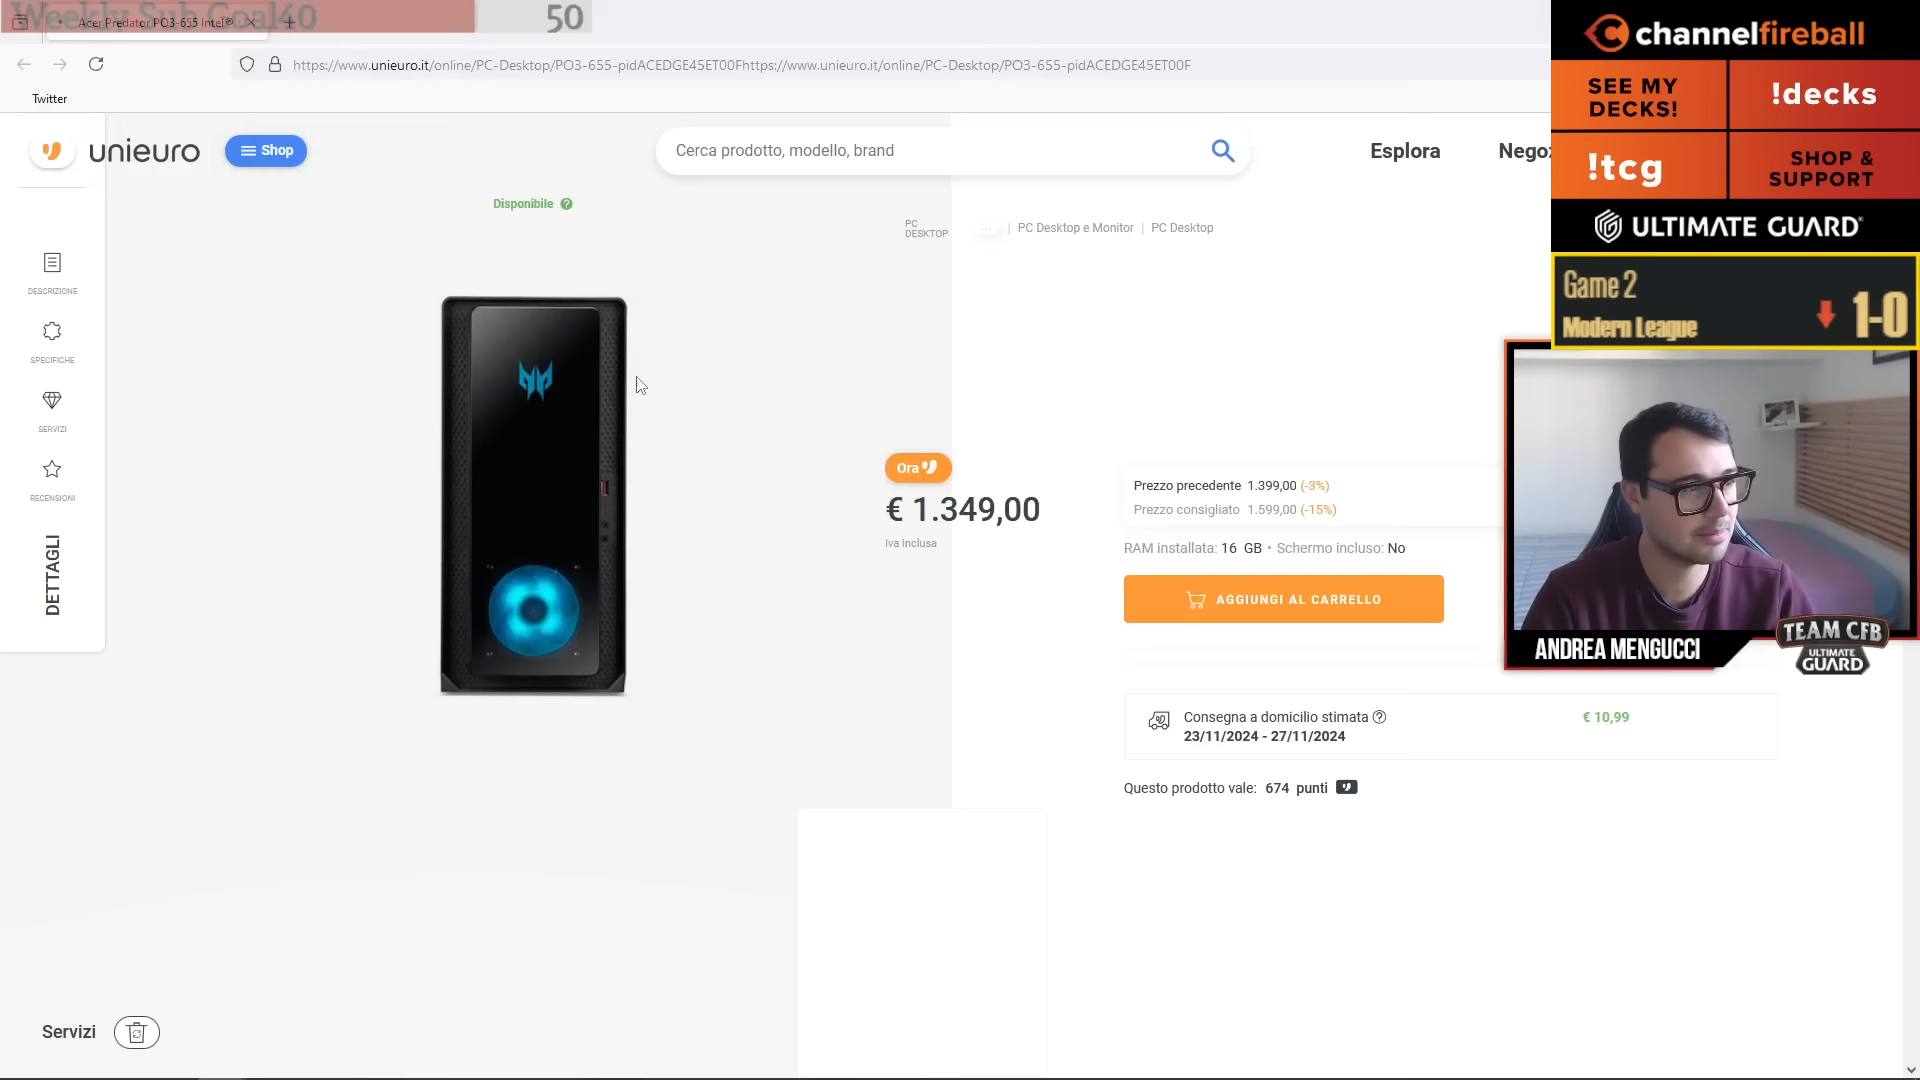 Weekly Sub Goal40
50
Acer Predator PO3-655 Intel®
https://www.unieuro.it/online/PC-Desktop/PO3-655-pidACEDGE45ET00Fhttps://www.unieuro.it/online/PC-Desktop/PO3-655-pidACEDGE45ET00F
Twitter
unieuro
Shop
Cerca prodotto, modello, brand
Esplora
Disponibile
PC
DESKTOP
... | PC Desktop e Monitor | PC Desktop
DESCRIZIONE
SPECIFICHE
SERVIZI
RECENSIONI
DETTAGLI
Ora
€ 1.349,00
Iva Inclusa
Prezzo precedente 1.399,00 (-3%)
Prezzo consigliato 1.599,00 (-15%)
RAM installata: 16 GB • Schermo incluso: No
AGGIUNGI AL CARRELLO
Consegna a domicilio stimata
€ 10,99
23/11/2024 - 27/11/2024
Questo prodotto vale: 674 punti
Servizi
channelfireball
SEE MY
DECKS!
!decks
!tcg
SHOP &
SUPPORT
ULTIMATE GUARD
Game 2
Modern League
1-0
ANDREA MENGUCCI
TEAM CFB
ULTIMATE
GUARD